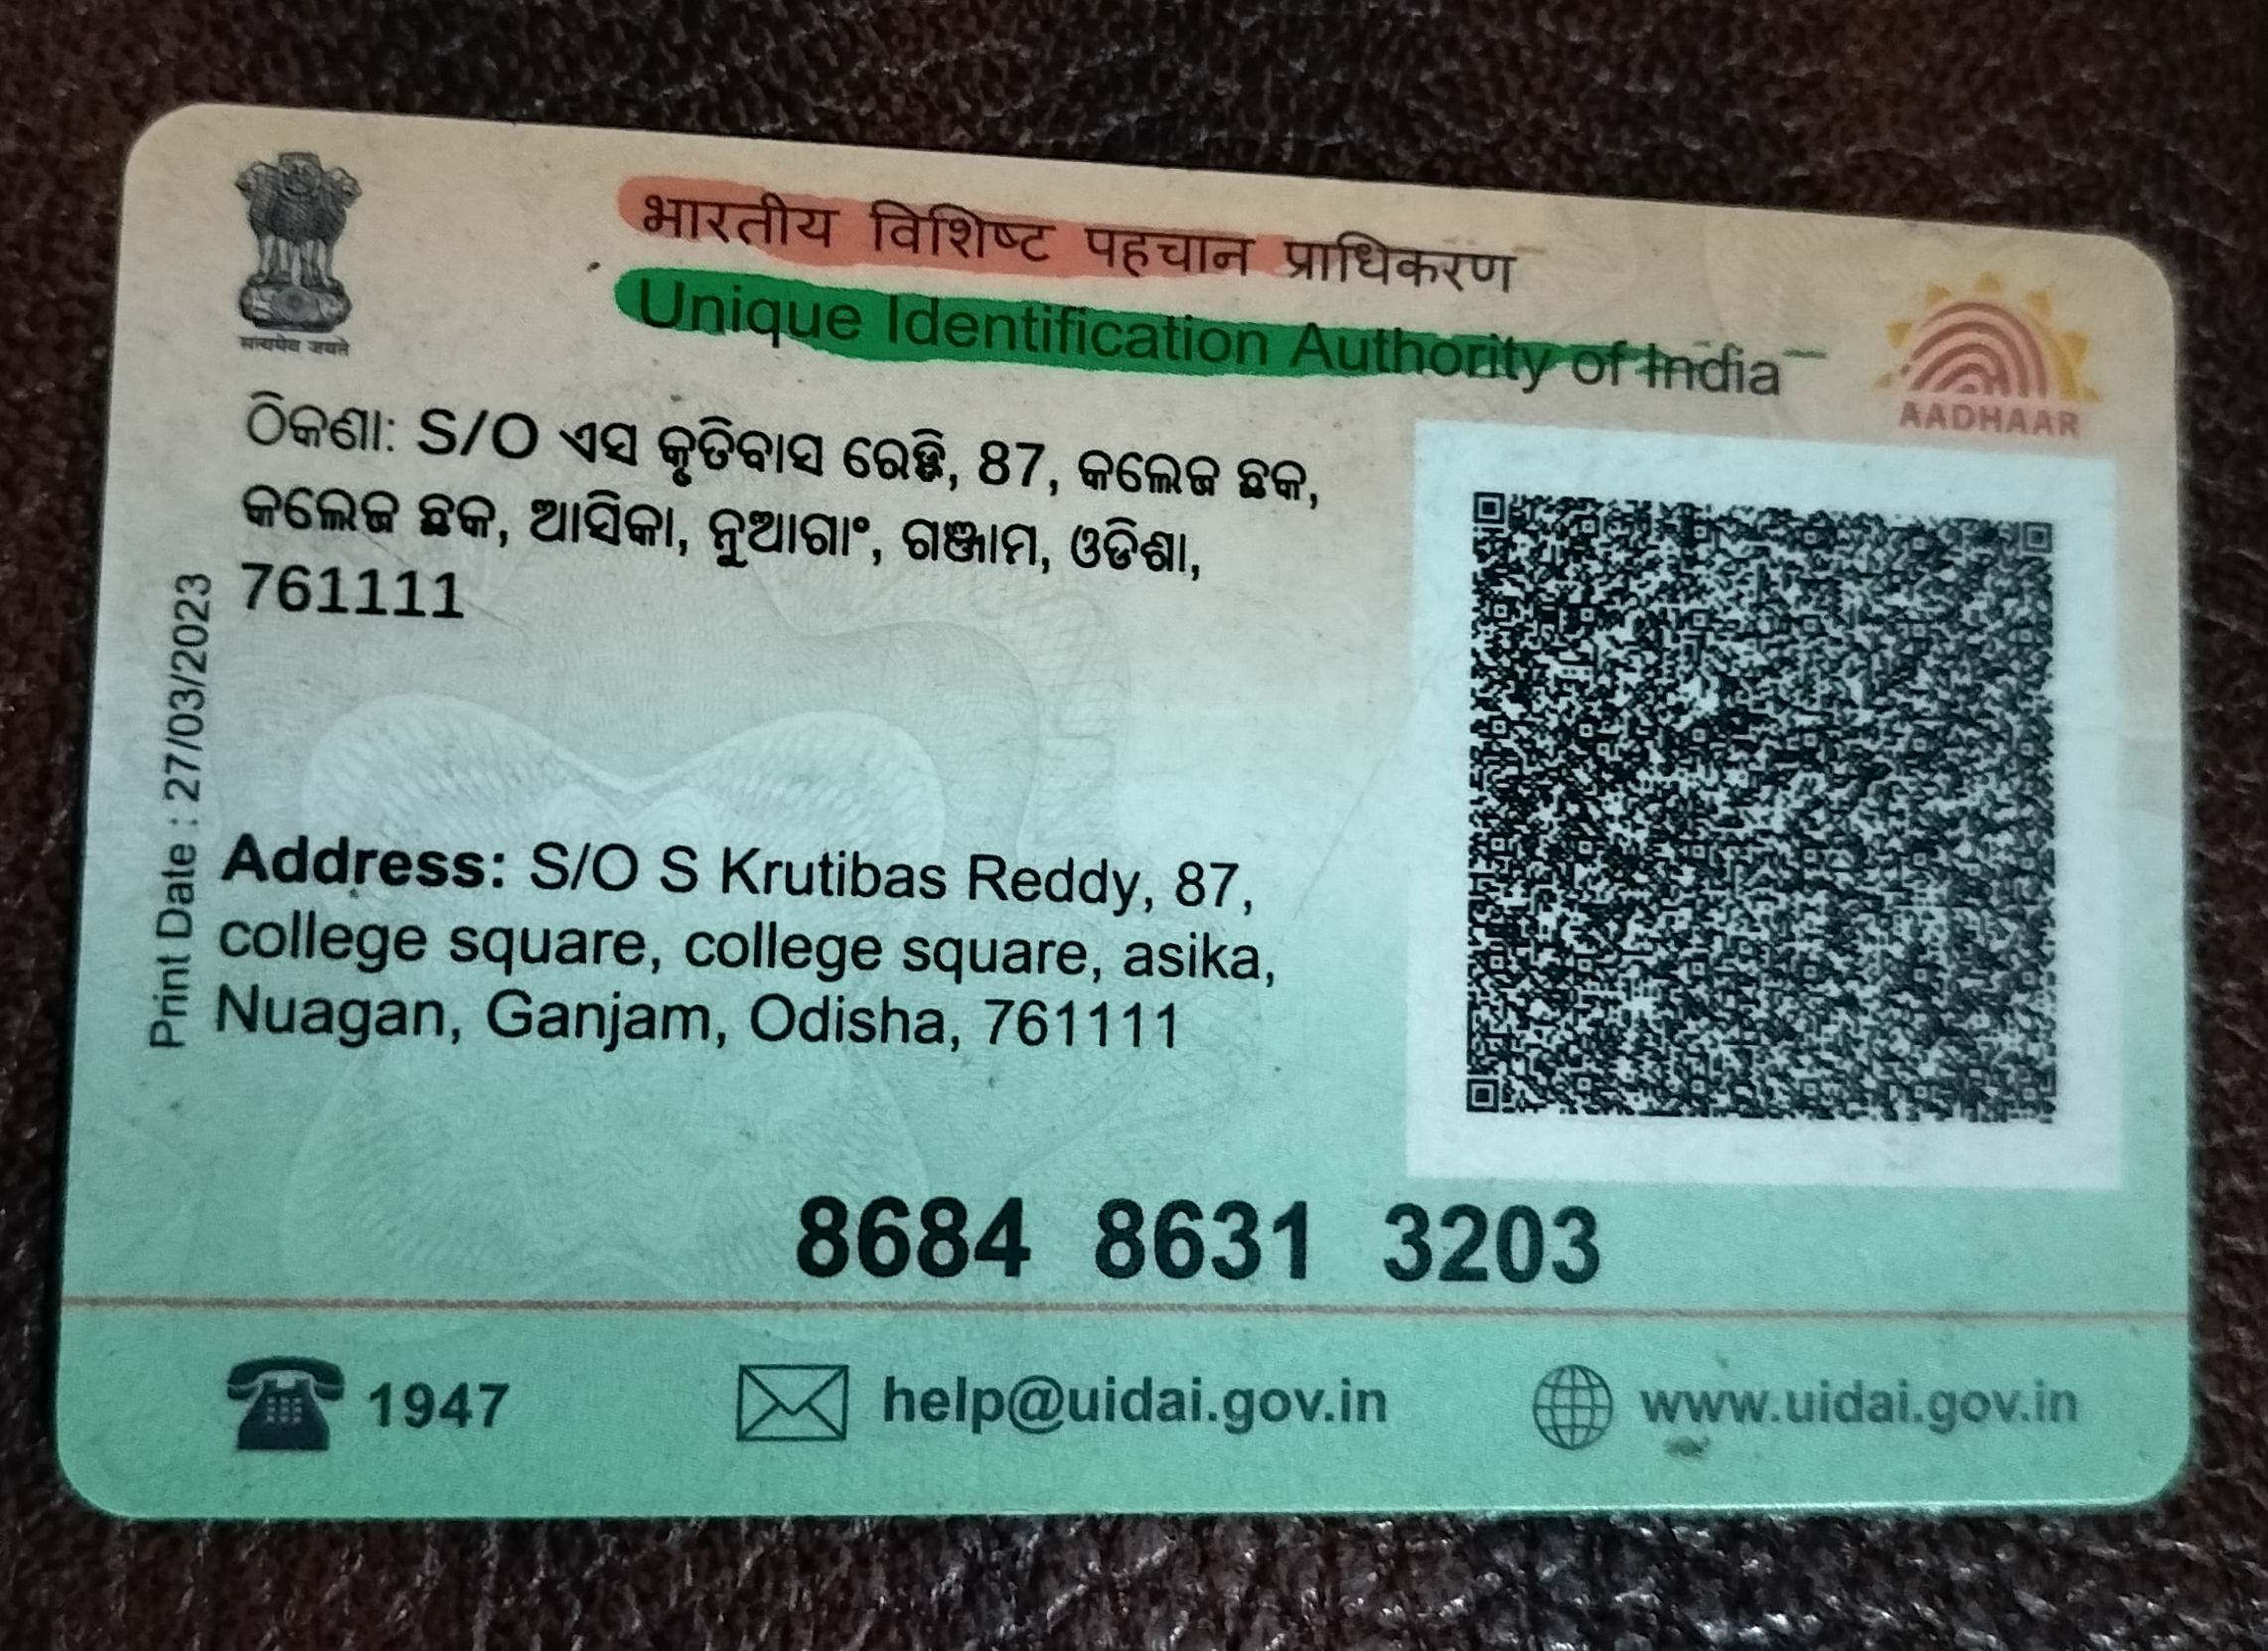 सत्यमेव जयते
भारतीय विशिष्ट पहचान प्राधिकरण
Unique Identification Authority of India
AADHAAR
ଠିକଣା: S/O ଏସ କୃତିବାସ ରେଡ୍ଡି, 87, କଲେଜ ଛକ,
କଲେଜ ଛକ, ଆସିକା, ନୁଆଗାଂ, ଗଞ୍ଜାମ, ଓଡିଶା,
761111
Print Date : 27/03/2023
Address: S/O S Krutibas Reddy, 87,
college square, college square, asika,
Nuagan, Ganjam, Odisha, 761111
8684 8631 3203
1947
help@uidai.gov.in
www.uidai.gov.in